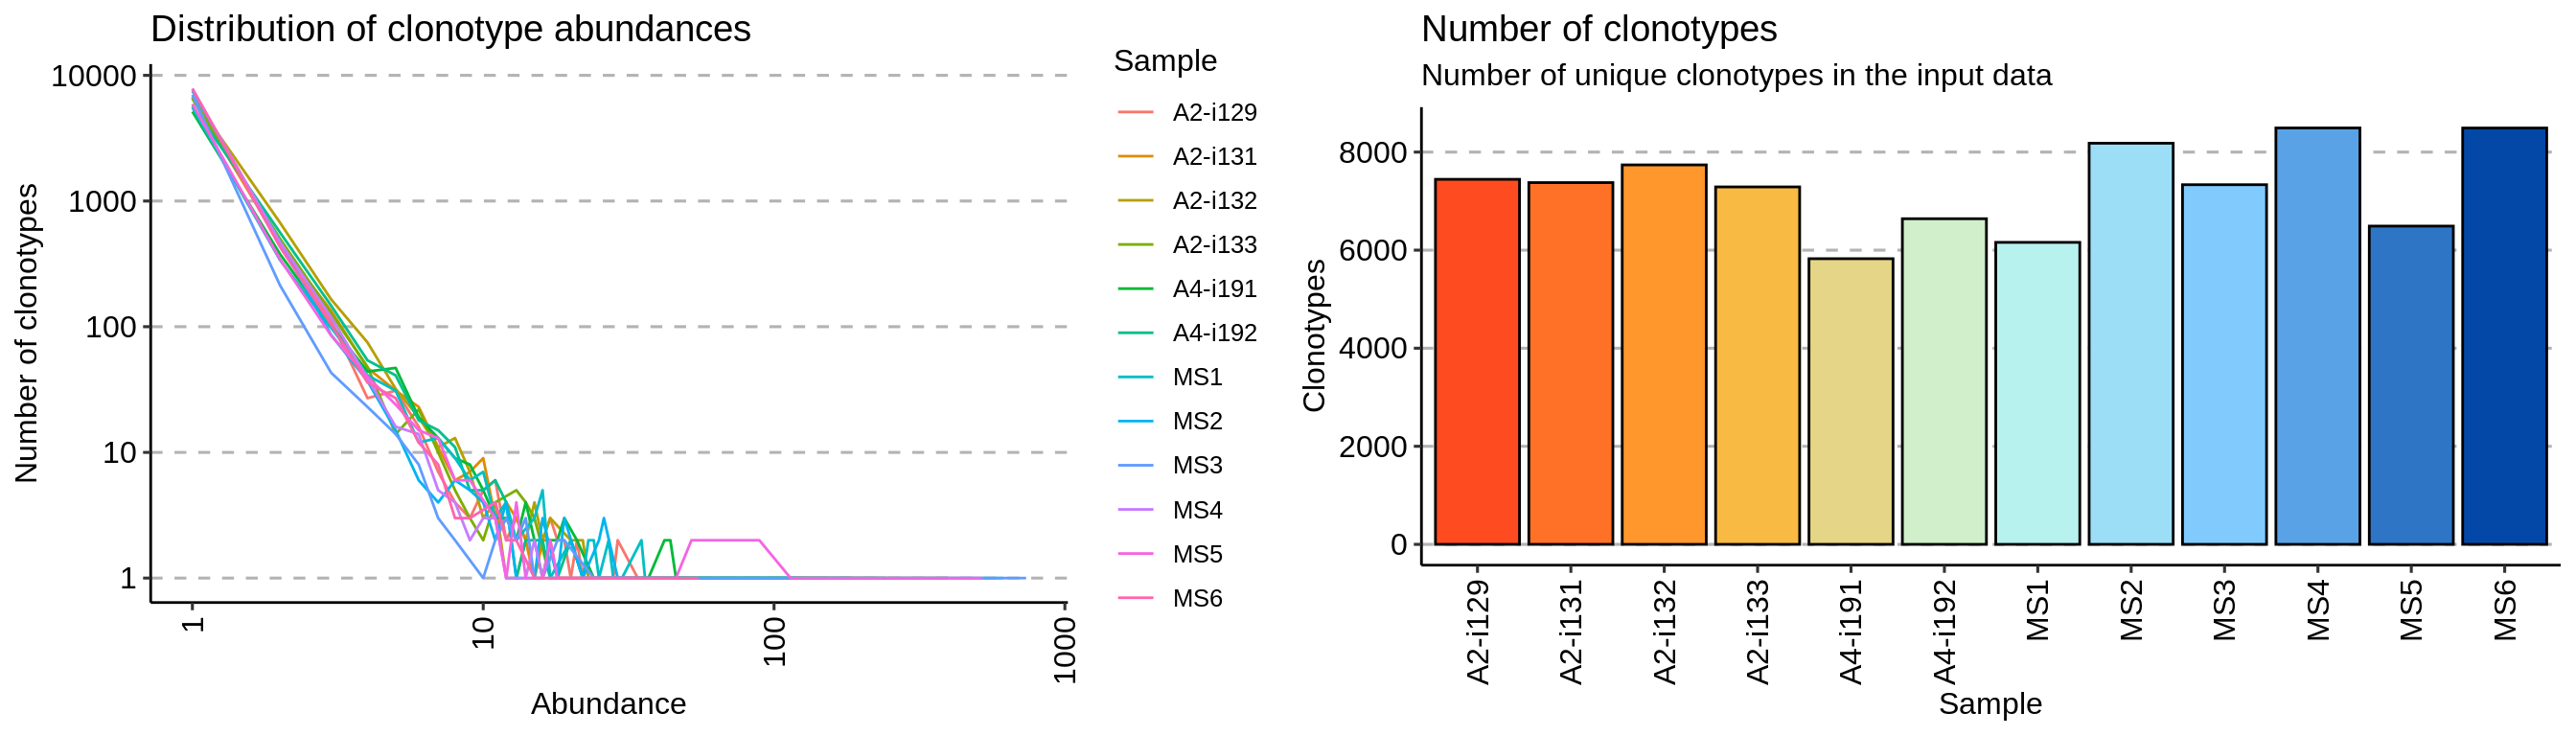 Distribution of clonotype abundances
Number of clonotypes
10000
1000
100
10
1
1
10
100
1000
Abundance
Sample
A2-i129
A2-i131
A2-i132
A2-i133
A4-i191
A4-i192
MS1
MS2
MS3
MS4
MS5
MS6
Number of clonotypes
Number of unique clonotypes in the input data
Clonotypes
8000
6000
4000
2000
0
A2-i129
A2-i131
A2-i132
A2-i133
A4-i191
A4-i192
MS1
MS2
MS3
MS4
MS5
MS6
Sample